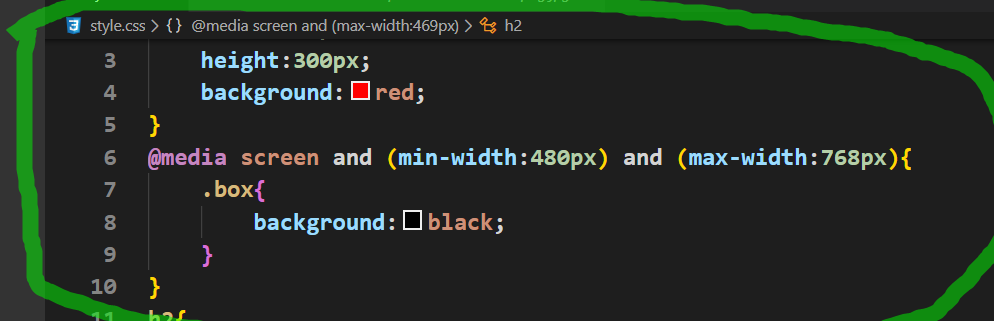 style.css > {} @media screen and (max-width:469px) > h2
3 height:300px;
4 background: red;
5 }
6 @media screen and (min-width:480px) and (max-width:768px){
7 .box{
8 background: black;
9 }
10 }
11 h2{